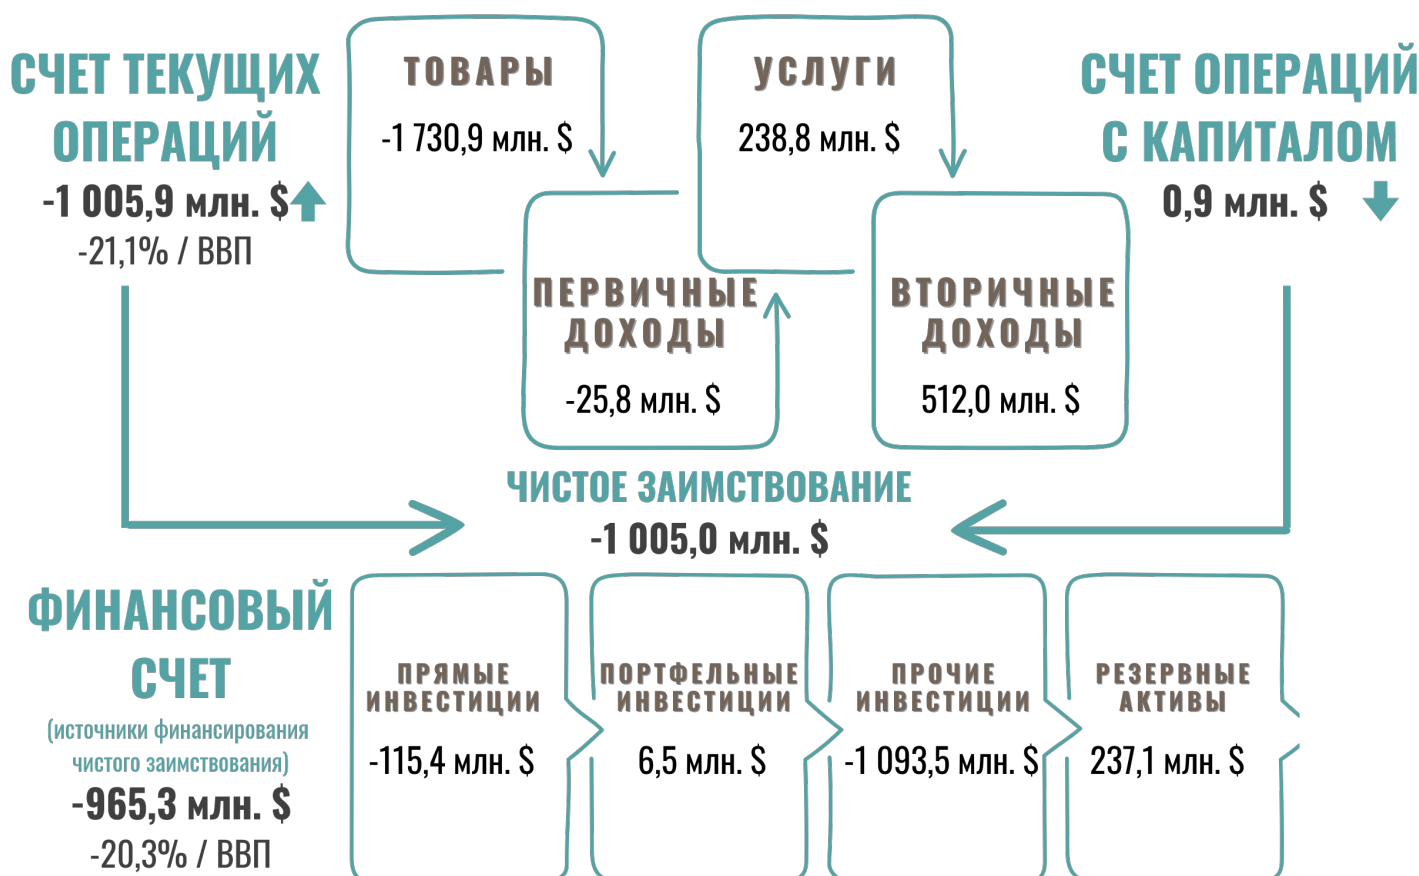 СЧЕТ ТЕКУЩИХ
ОПЕРАЦИЙ
-1 005,9 млн. $
-21,1% / ВВП
ТОВАРЫ
-1 730,9 млн. $
УСЛУГИ
238,8 млн. $
СЧЕТ ОПЕРАЦИЙ
С КАПИТАЛОМ
0,9 млн. $
ПЕРВИЧНЫЕ
ДОХОДЫ
-25,8 млн. $
ВТОРИЧНЫЕ
ДОХОДЫ
512,0 млн. $
ЧИСТОЕ ЗАИМСТВОВАНИЕ
-1 005,0 млн. $
ФИНАНСОВЫЙ
СЧЕТ
(источники финансирования
чистого заимствования)
-965,3 млн. $
-20,3% / ВВП
ПРЯМЫЕ
ИНВЕСТИЦИИ
-115,4 млн. $
ПОРТФЕЛЬНЫЕ
ИНВЕСТИЦИИ
6,5 млн. $
ПРОЧИЕ
ИНВЕСТИЦИИ
-1 093,5 млн. $
РЕЗЕРВНЫЕ
АКТИВЫ
237,1 млн. $